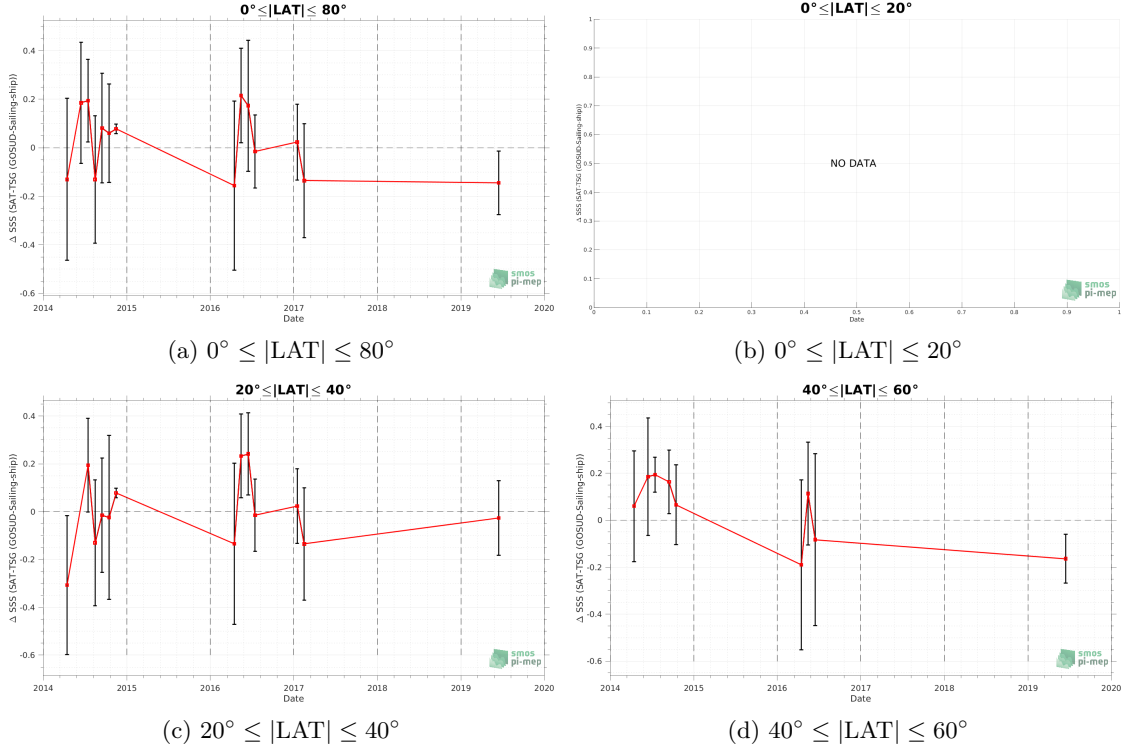 0°≤|LAT|≤ 80°
Δ SSS (SAT-TSG (GOSUD-Sailing-ship))
0.4
0.2
0
-0.2
-0.4
-0.6
2014 2015 2016 2017 2018 2019 2020
Date
smos
pi-mep
(a) 0° ≤ |LAT| ≤ 80°
0°≤|LAT|≤ 20°
Δ SSS (SAT-TSG (GOSUD-Sailing-ship))
1
0.9
0.8
0.7
0.6
0.5
0.4
0.3
0.2
0.1
0
NO DATA
0 0.1 0.2 0.3 0.4 0.5 0.6 0.7 0.8 0.9 1
Date
smos
pi-mep
(b) 0° ≤ |LAT| ≤ 20°
20°≤|LAT|≤ 40°
Δ SSS (SAT-TSG (GOSUD-Sailing-ship))
0.4
0.2
0
-0.2
-0.4
-0.6
2014 2015 2016 2017 2018 2019 2020
Date
smos
pi-mep
(c) 20° ≤ |LAT| ≤ 40°
40°≤|LAT|≤ 60°
Δ SSS (SAT-TSG (GOSUD-Sailing-ship))
0.4
0.2
0
-0.2
-0.4
-0.6
2014 2015 2016 2017 2018 2019 2020
Date
smos
pi-mep
(d) 40° ≤ |LAT| ≤ 60°